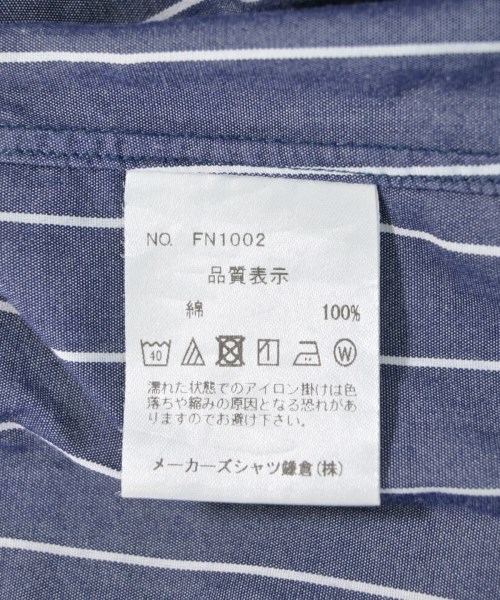 NO. FN1002
品質表示
綿 100%
40 W
濡れた状態でのアイロン掛けは色
落ちや縮みの原因となる恐れがあ
りますのでお避け下さい。
メーカーズシャツ鎌倉(株)